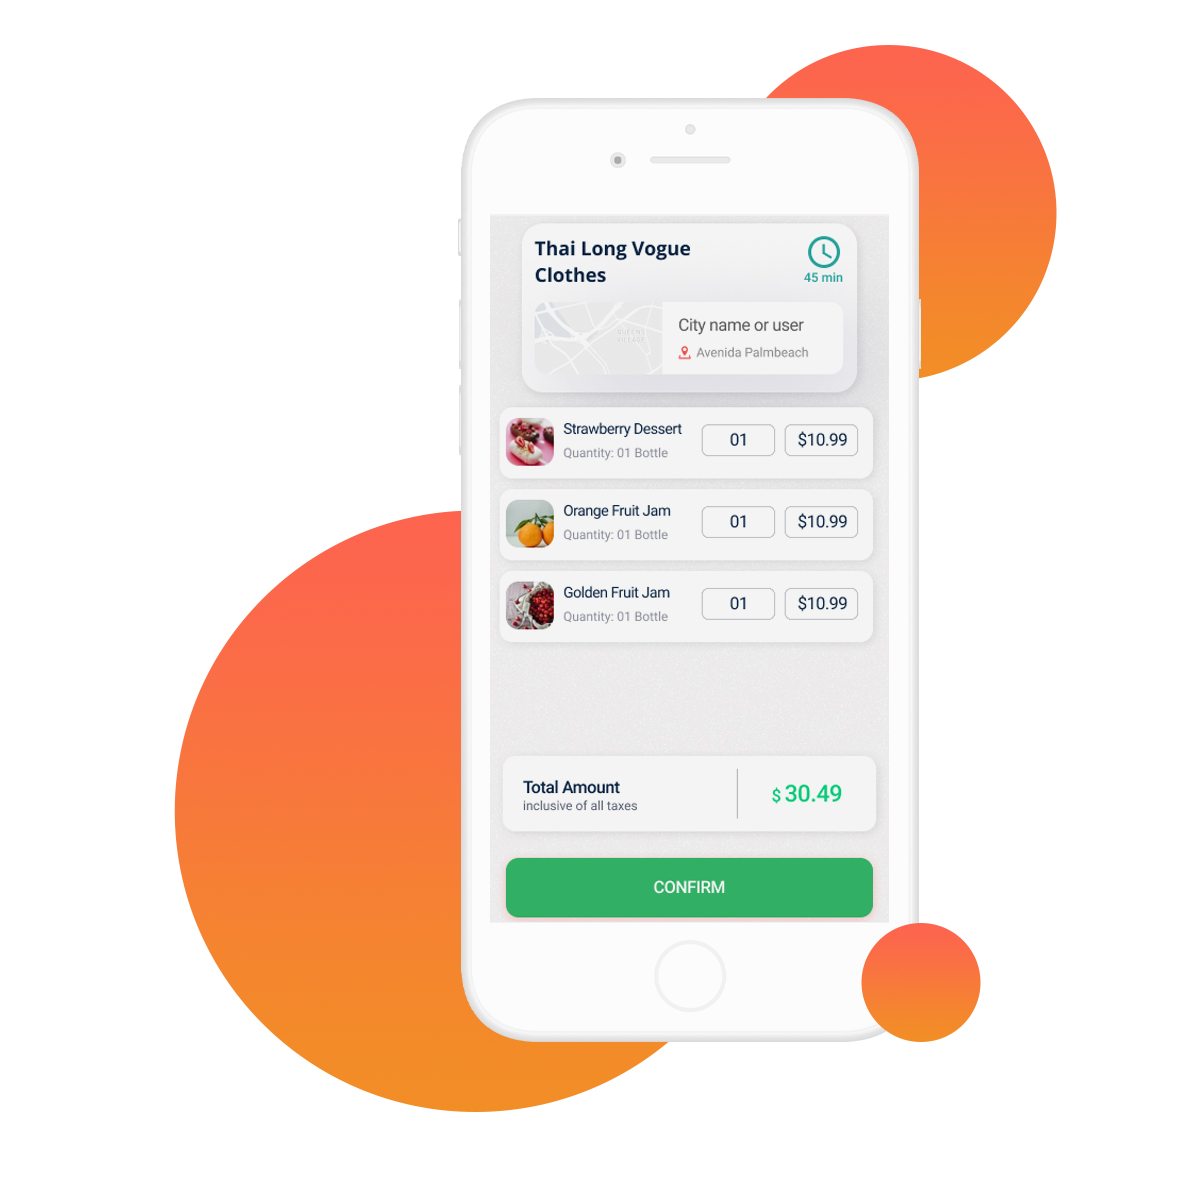 Thai Long Vogue
Clothes
45 min
QUEENS
VILLAGE
City name or user
Avenida Palmbeach
Strawberry Dessert
Quantity: 01 Bottle
01
$10.99
Orange Fruit Jam
Quantity: 01 Bottle
01
$10.99
Golden Fruit Jam
Quantity: 01 Bottle
01
$10.99
Total Amount
inclusive of all taxes
$ 30.49
CONFIRM